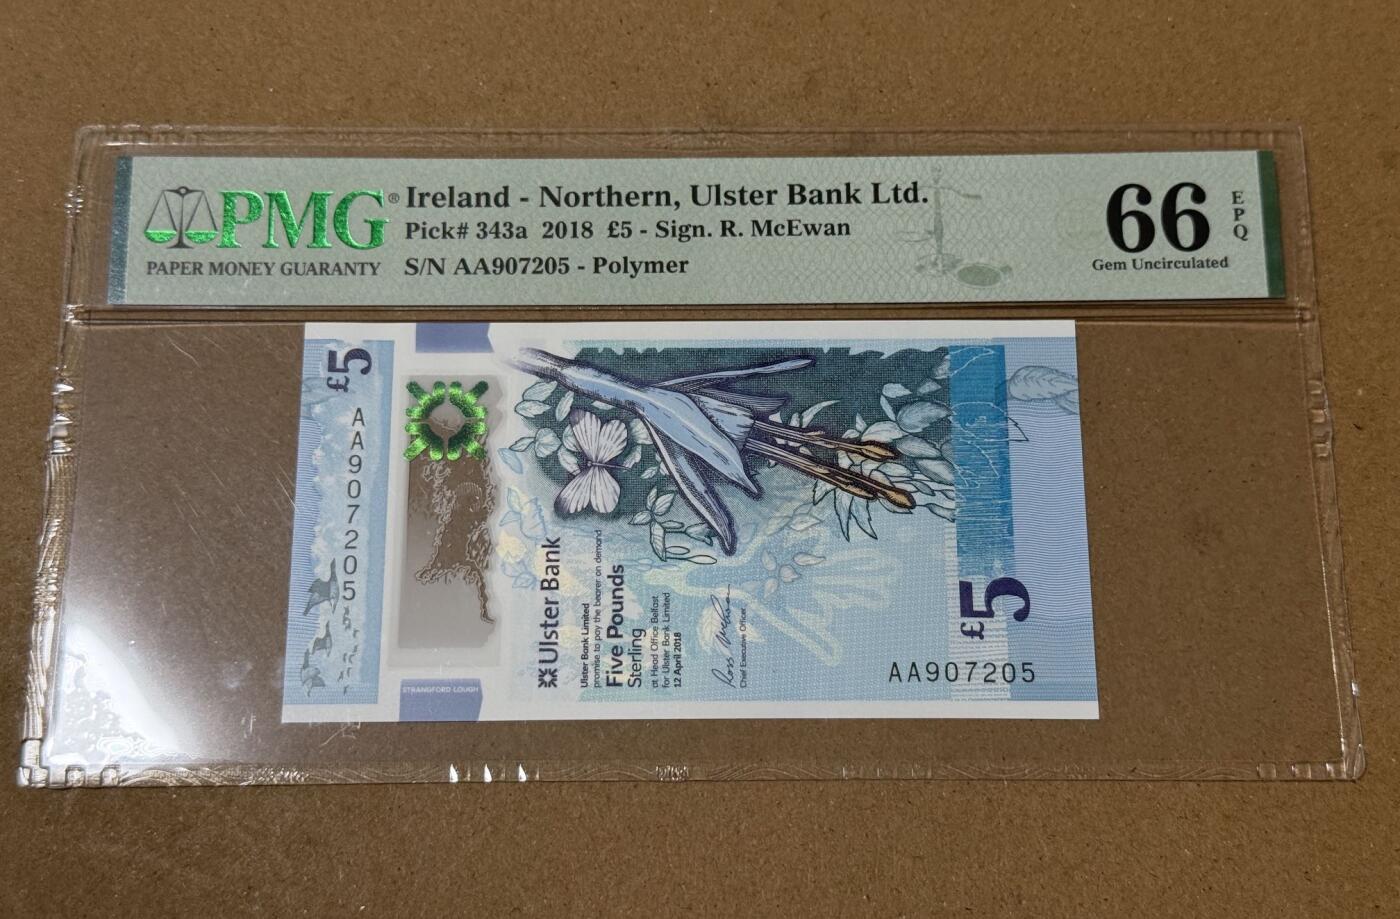 PMG®
PAPER MONEY GUARANTY
Ireland - Northern, Ulster Bank Ltd.
Pick# 343a 2018 £5 - Sign. R. McEwan
S/N AA907205 - Polymer
66
EPQ
Gem Uncirculated
£5
AA907205
STRANGFORD LOUGH
Ulster Bank
Ulster Bank Limited
promise to pay the bearer on demand
Five Pounds
Sterling
at Head Office Belfast
for Ulster Bank Limited
12 April 2018
Ross McEwan
Chief Executive Officer
£5
AA907205